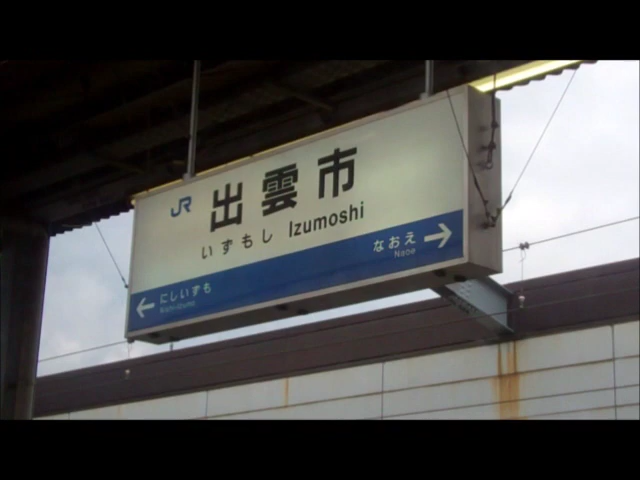 JR 出雲市
いずもし Izumoshi
なおえ →
Naoe
← にしいずも
Nishi-Izumo